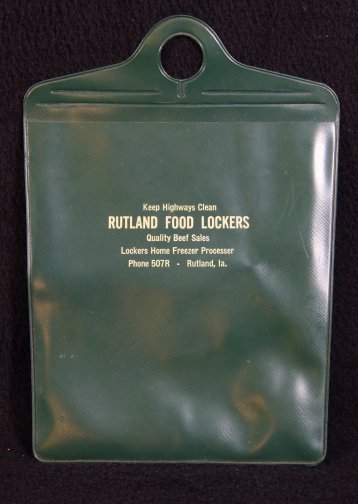 Keep Highways Clean
RUTLAND FOOD LOCKERS
Quality Beef Sales
Lockers Home Freezer Processer
Phone 507R - Rutland, Ia.